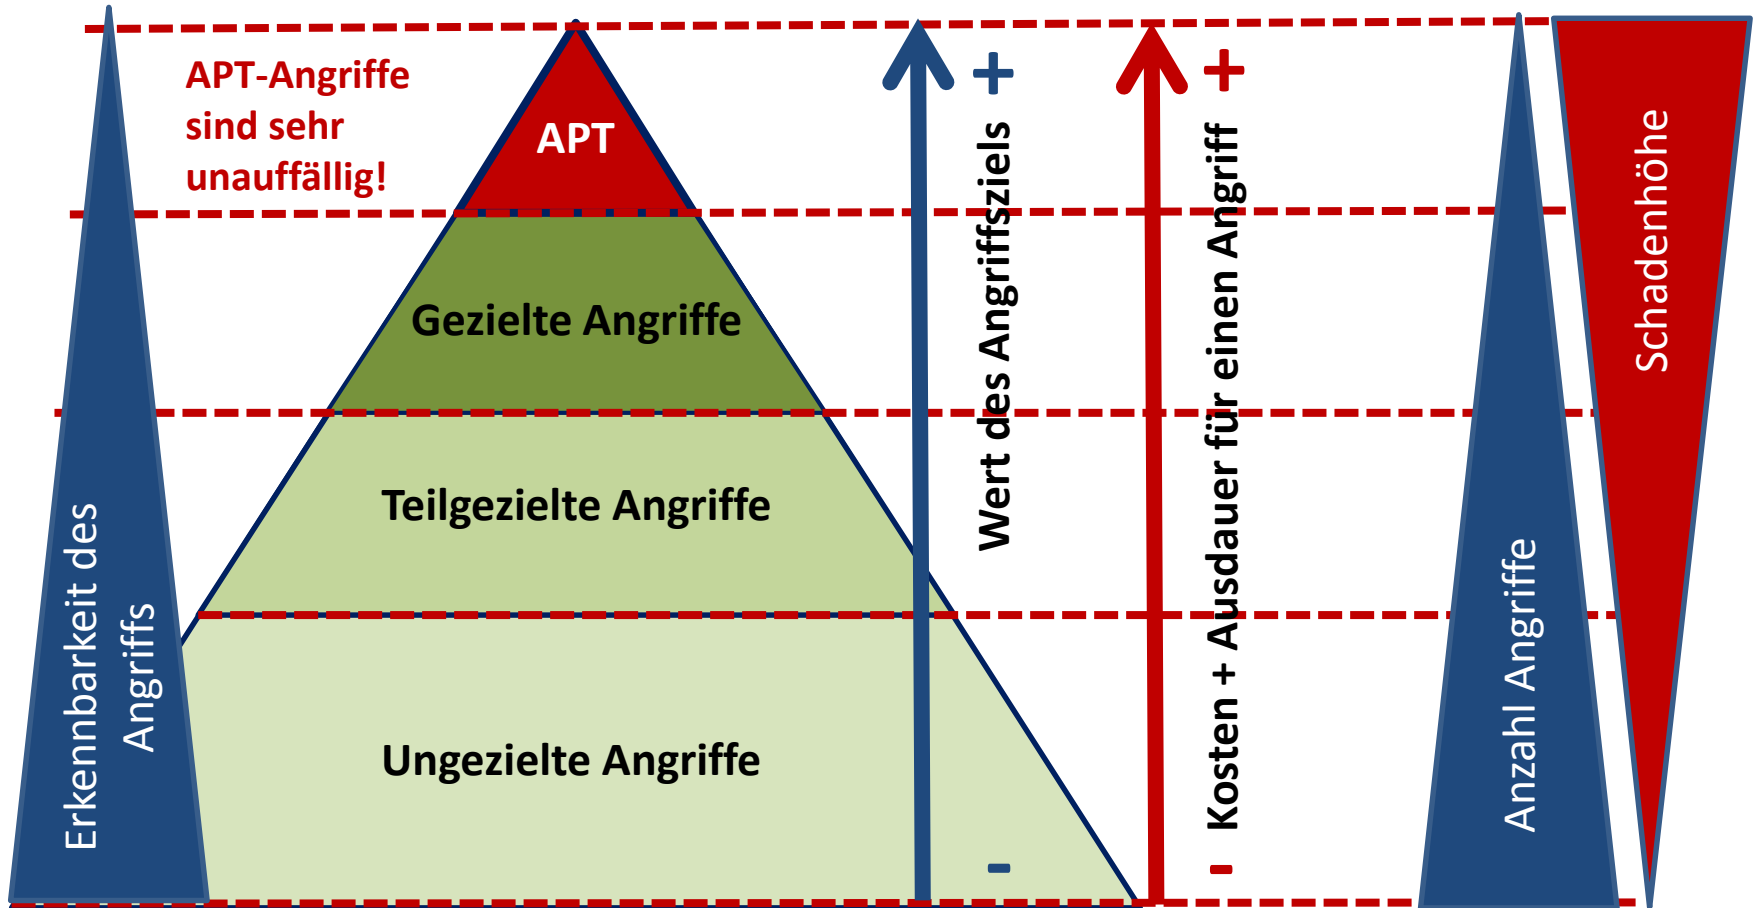 APT-Angriffe
sind sehr
unauffällig!
APT
Gezielte Angriffe
Teilgezielte Angriffe
Ungezielte Angriffe
Erkennbarkeit des
Angriffs
+
Wert des Angriffsziels
-
+
Kosten + Ausdauer für einen Angriff
-
Anzahl Angriffe
Schadenhöhe